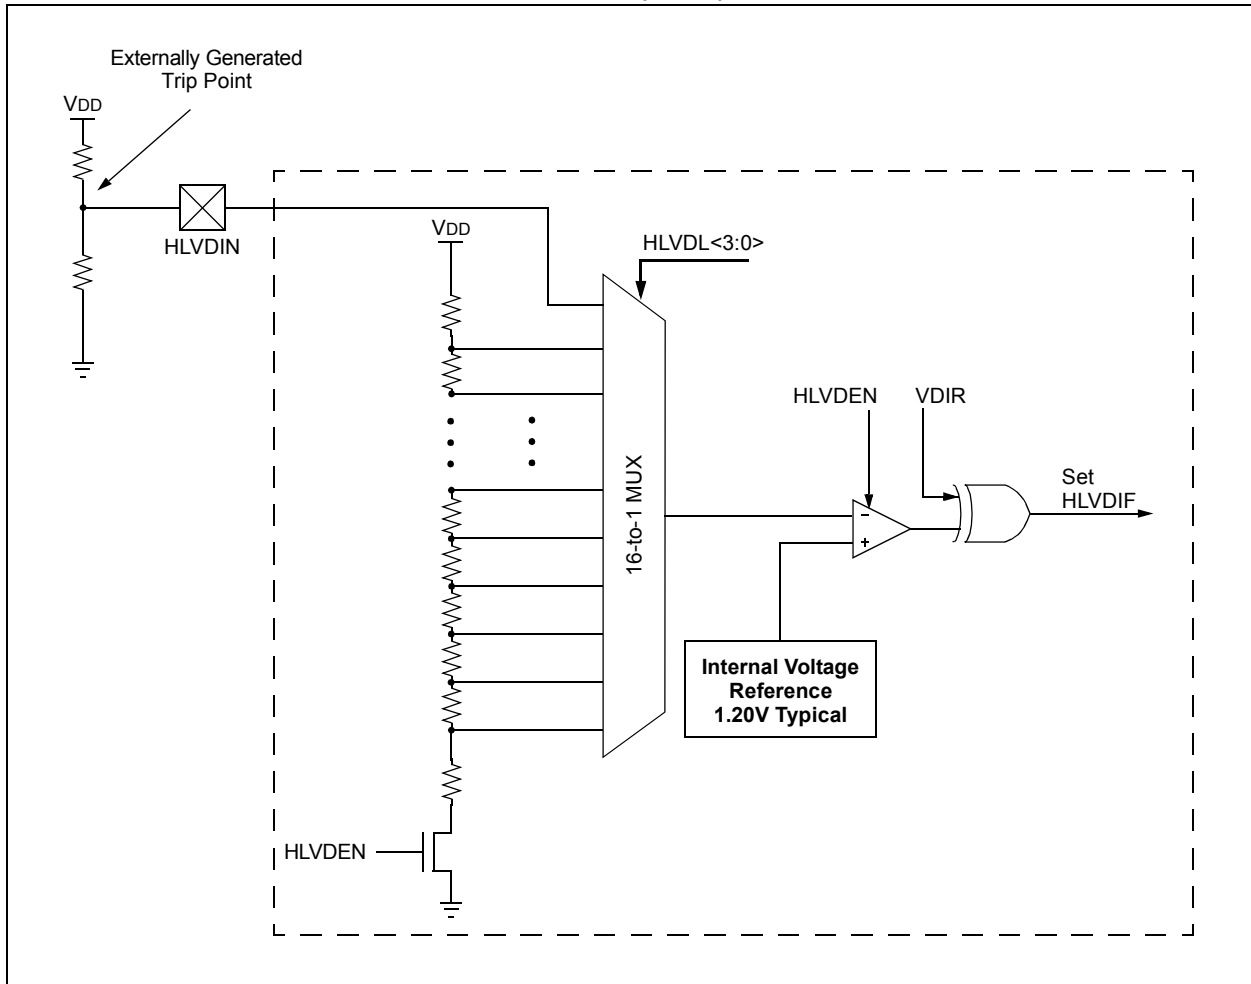 Externally Generated
Trip Point
VDD
HLVDIN
VDD
HLVDL<3:0>
HLVDEN
VDIR
16-to-1 MUX
Set
HLVDIF
-
+
Internal Voltage
Reference
1.20V Typical
HLVDEN